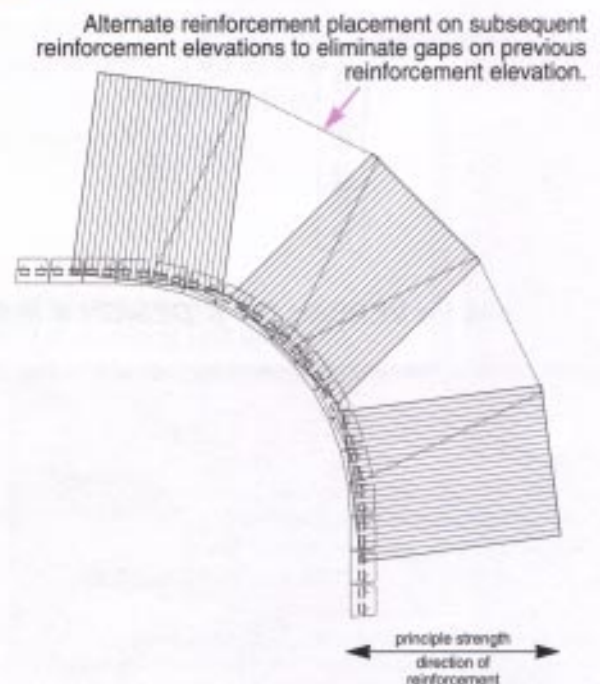 Alternate reinforcement placement on subsequent
reinforcement elevations to eliminate gaps on previous
reinforcement elevation.
principle strength
direction of
reinforcement